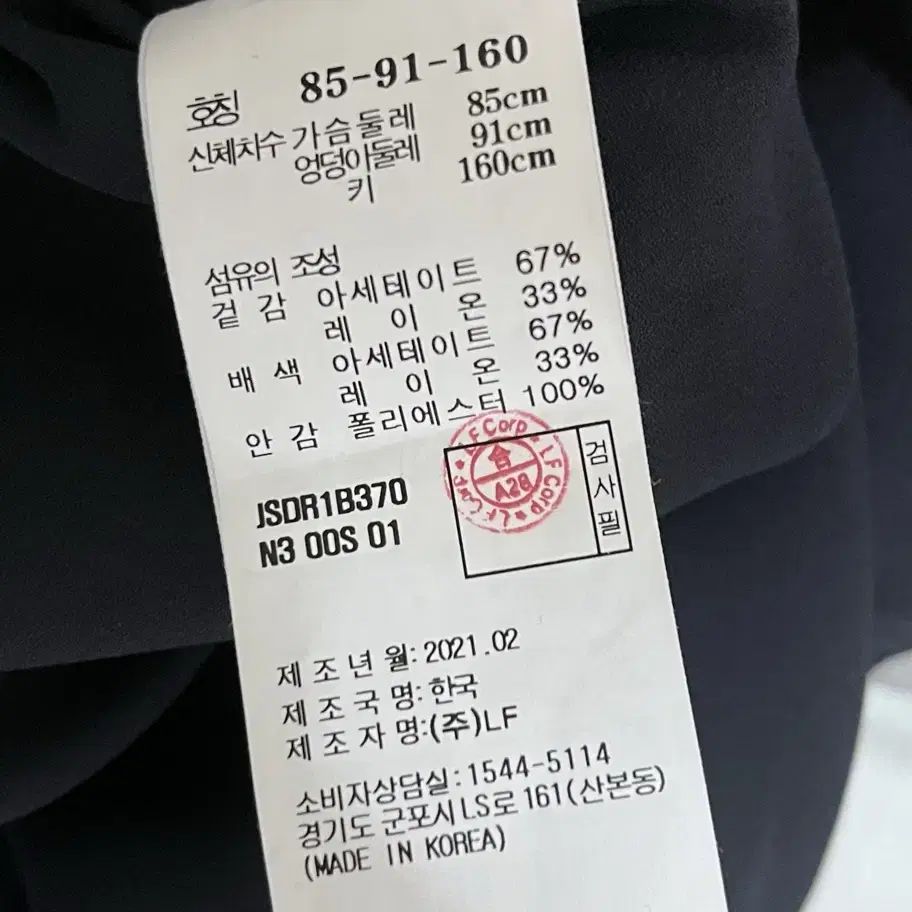 호칭 85-91-160
신체치수 가슴둘레 85cm
엉덩이둘레 91cm
키 160cm
섬유의 조성
겉감 아세테이트 67%
레이온 33%
배색 아세테이트 67%
레이온 33%
안감 폴리에스터 100%
LF Corp ★ LF Corp ★ LF Corp ★
合
A28
검사필
JSDR1B370
N3 00S 01
제조년월: 2021.02
제조국명: 한국
제조자명:(주)LF
소비자상담실: 1544-5114
경기도 군포시 LS로 161(산본동)
(MADE IN KOREA)